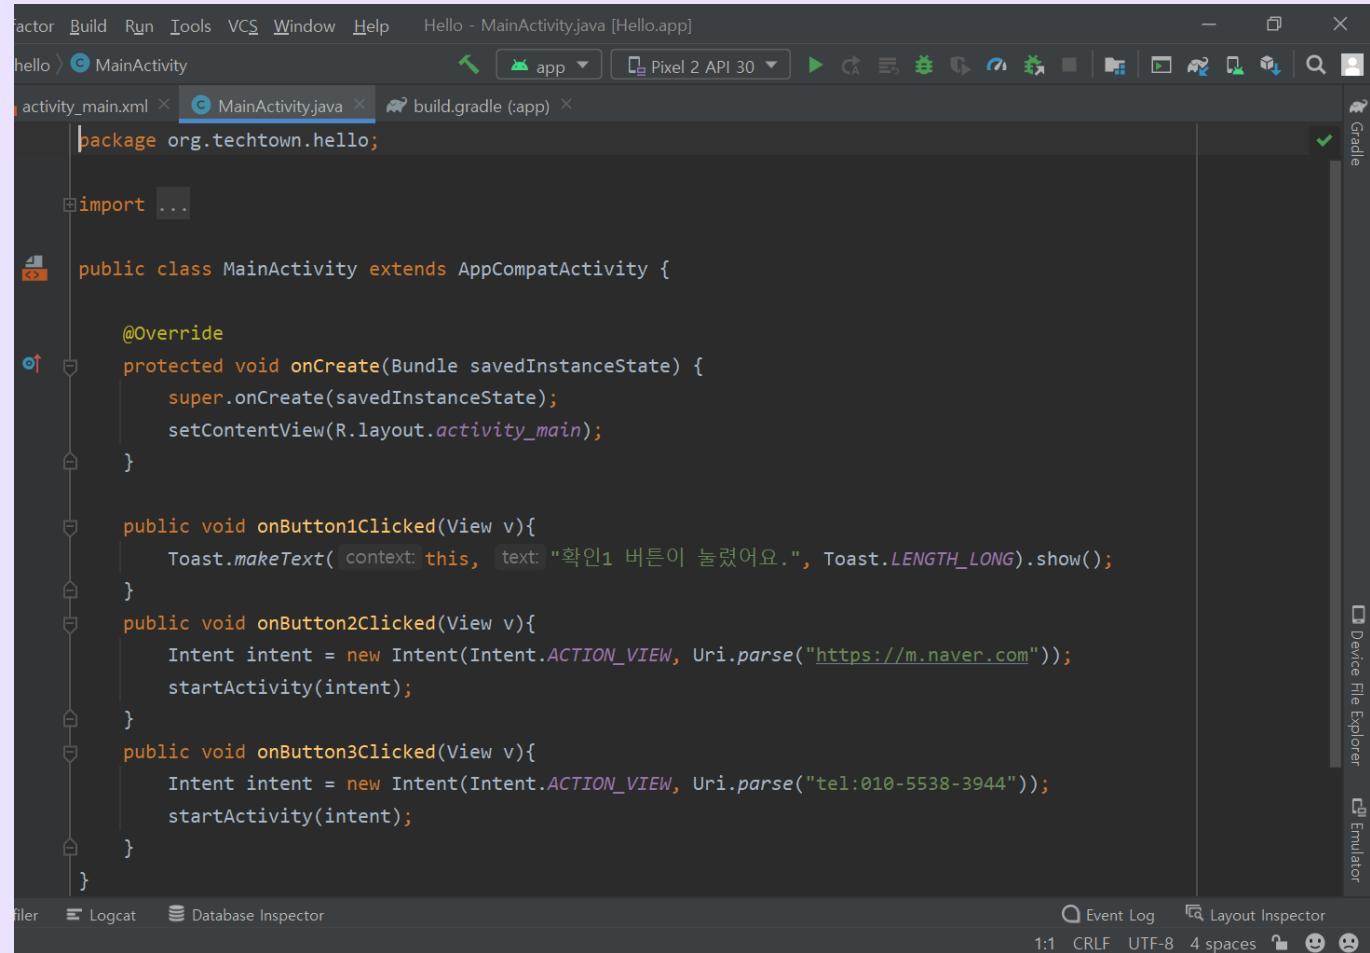 actor Build Run Tools VCS Window Help Hello - MainActivity.java [Hello.app]
hello MainActivity app Pixel 2 API 30
activity_main.xml MainActivity.java build.gradle (:app)
Gradle
package org.techtown.hello;
import ...
public class MainActivity extends AppCompatActivity {
@Override
protected void onCreate(Bundle savedInstanceState) {
super.onCreate(savedInstanceState);
setContentView(R.layout.activity_main);
}
public void onButton1Clicked(View v){
Toast.makeText( context: this, text: "확인1 버튼이 눌렸어요.", Toast.LENGTH_LONG).show();
}
public void onButton2Clicked(View v){
Intent intent = new Intent(Intent.ACTION_VIEW, Uri.parse("https://m.naver.com"));
startActivity(intent);
}
public void onButton3Clicked(View v){
Intent intent = new Intent(Intent.ACTION_VIEW, Uri.parse("tel:010-5538-3944"));
startActivity(intent);
}
}
Device File Explorer
Emulator
filer Logcat Database Inspector Event Log Layout Inspector
1:1 CRLF UTF-8 4 spaces